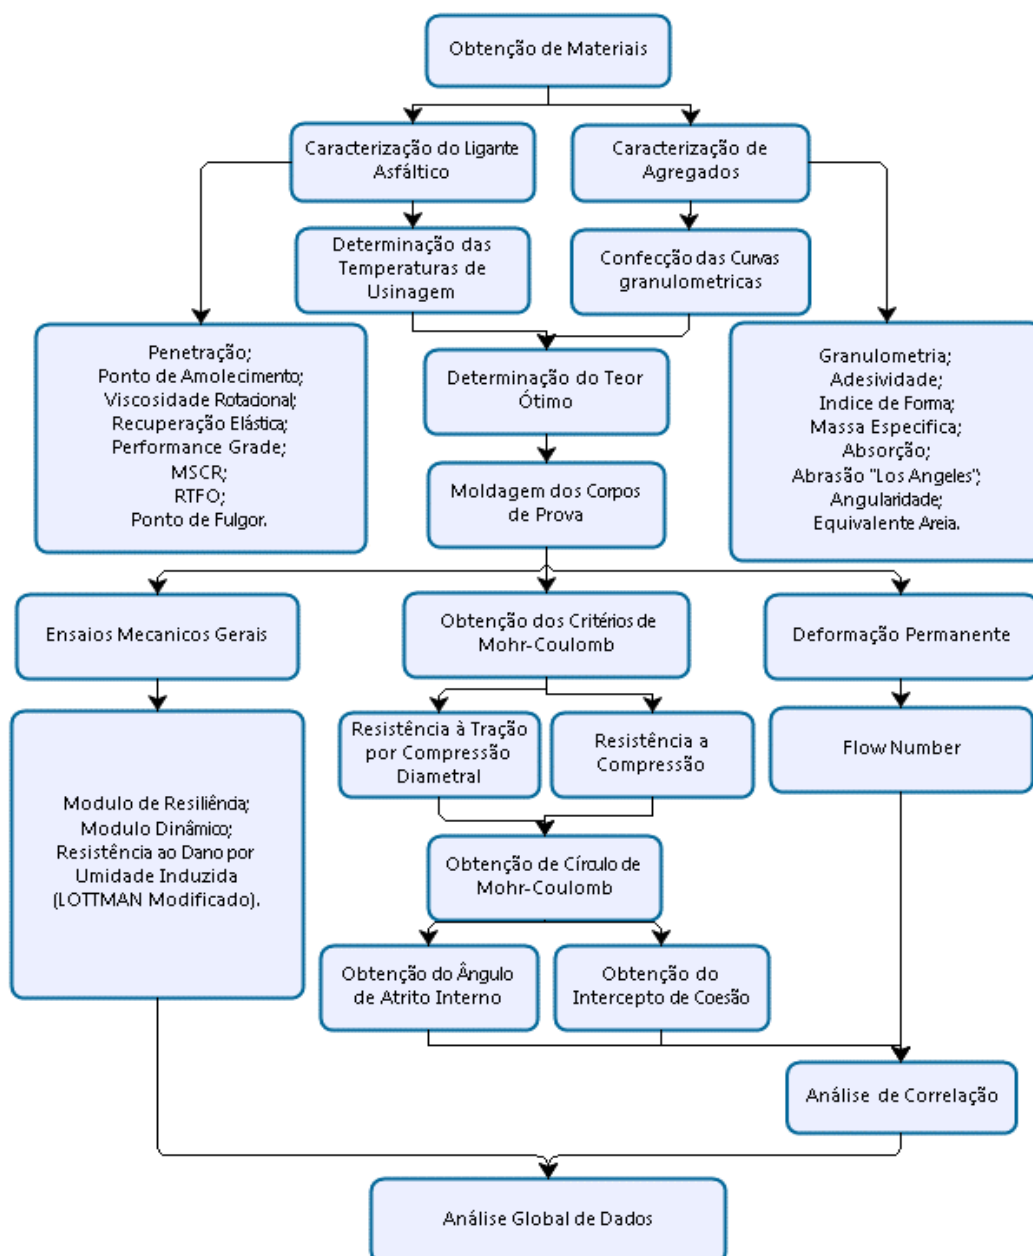 Obtenção de Materiais
Caracterização do Ligante
Asfáltico
Caracterização de
Agregados
Determinação das
Temperaturas de
Usinagem
Confecção das Curvas
granulometricas
Penetração;
Ponto de Amolecimento;
Viscosidade Rotacional;
Recuperação Elástica;
Performance Grade;
MSCR;
RTFO;
Ponto de Fulgor.
Determinação do Teor
Ótimo
Granulometria;
Adesividade;
Indice de Forma;
Massa Especifica;
Absorção;
Abrasão "Los Angeles";
Angularidade;
Equivalente Areia.
Moldagem dos Corpos
de Prova
Ensaios Mecanicos Gerais
Obtenção dos Critérios de
Mohr-Coulomb
Deformação Permanente
Modulo de Resiliência;
Modulo Dinâmico;
Resistência ao Dano por
Umidade Induzida
(LOTTMAN Modificado).
Resistência à Tração
por Compressão
Diametral
Resistência a
Compressão
Flow Number
Obtenção de Círculo de
Mohr-Coulomb
Obtenção do Ângulo
de Atrito Interno
Obtenção do
Intercepto de Coesão
Análise de Correlação
Análise Global de Dados